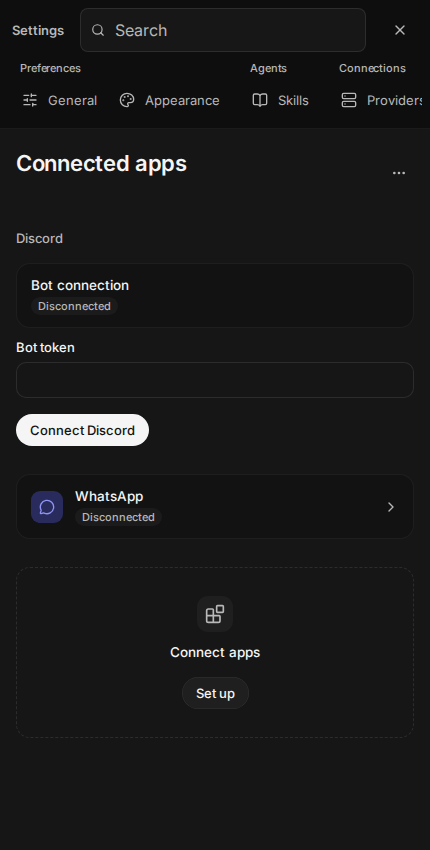 Settings
Search
Preferences
Agents
Connections
General
Appearance
Skills
Providers
Connected apps
Discord
Bot connection
Disconnected
Bot token
Connect Discord
WhatsApp
Disconnected
Connect apps
Set up